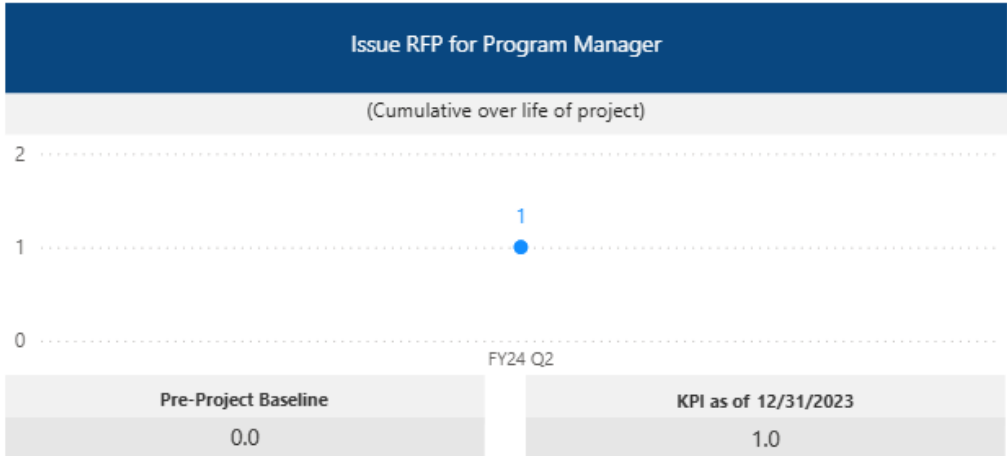 Issue RFP for Program Manager
(Cumulative over life of project)
2
1
1
0
FY24 Q2
Pre-Project Baseline
KPI as of 12/31/2023
0.0
1.0